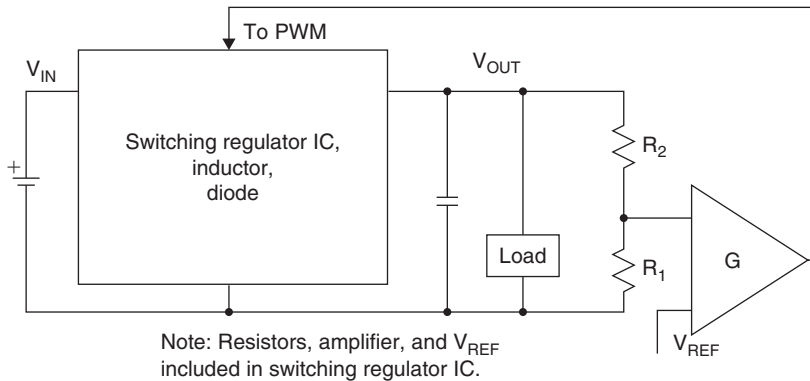 To PWM
V_IN
V_OUT
Switching regulator IC,
inductor,
diode
R_2
+
Load
R_1
G
V_REF
Note: Resistors, amplifier, and V_REF
included in switching regulator IC.